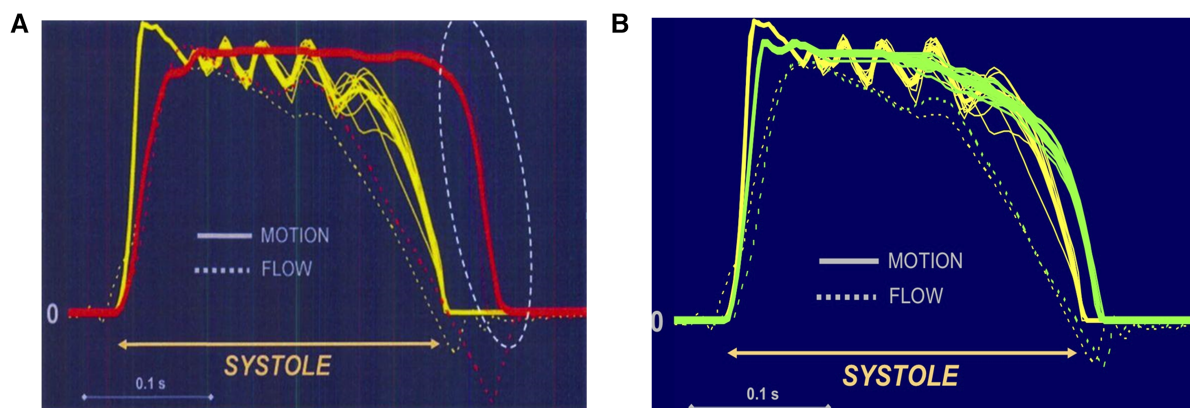 A
MOTION
FLOW
0
SYSTOLE
0.1 s
B
MOTION
FLOW
0
SYSTOLE
0.1 s